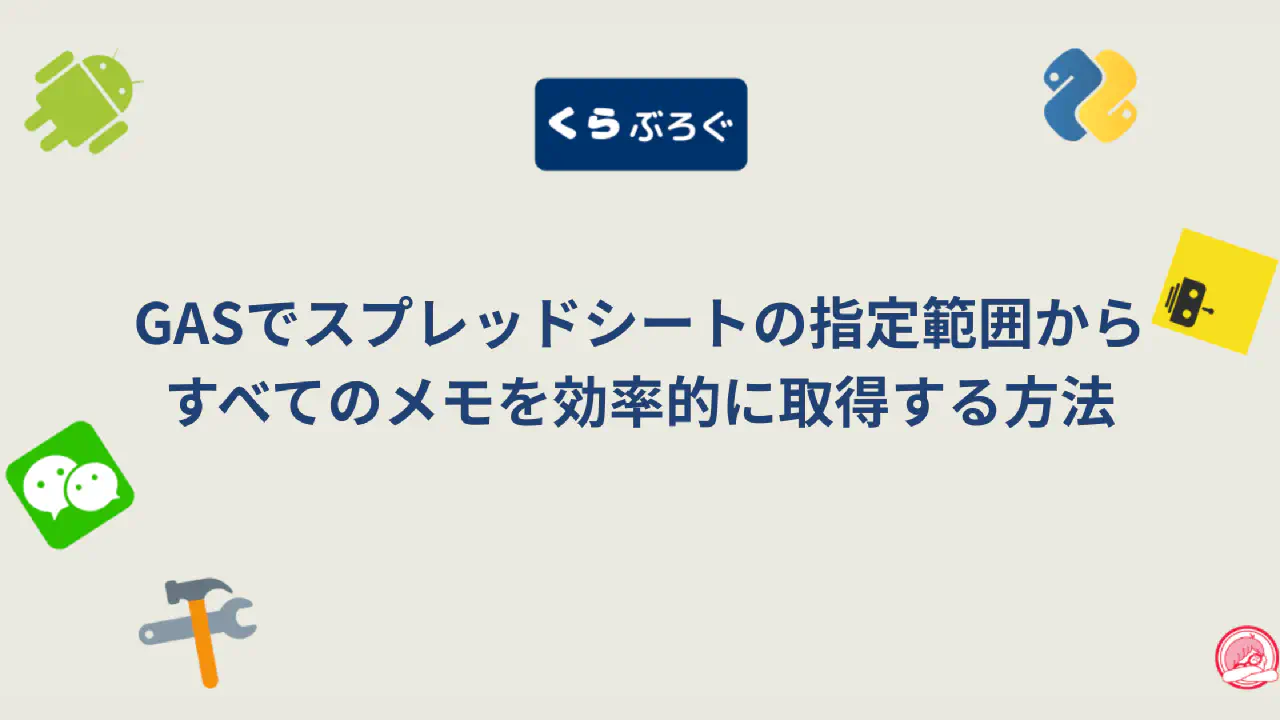 くらぶろぐ
GASでスプレッドシートの指定範囲から
すべてのメモを効率的に取得する方法